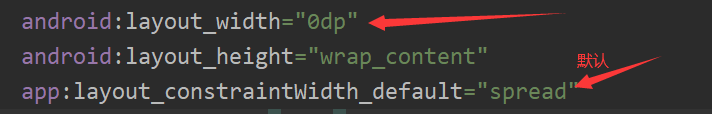 android:layout_width="0dp"
android:layout_height="wrap_content"
默认
app:layout_constraintWidth_default="spread"